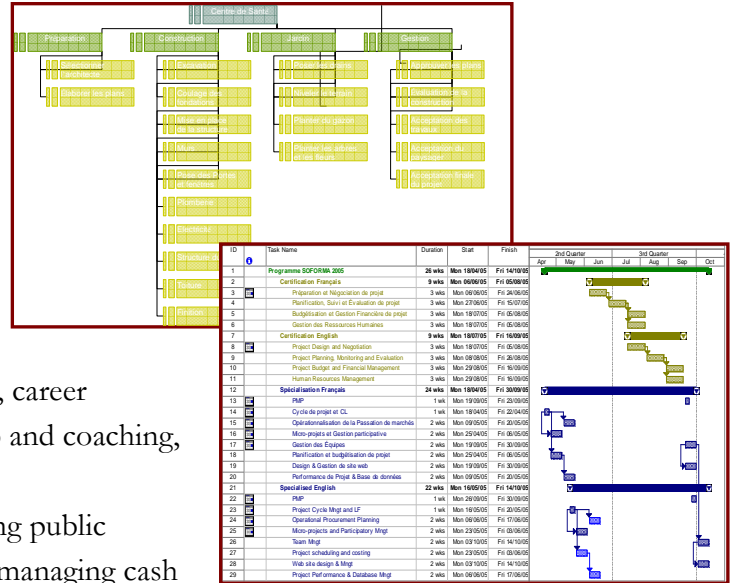 Centre de Santé
Préparation Construction Jardin Gestion
Sélectionner
l'architecte
Elaborer les plans
Excavation
Coulage des
fondations
Mise en place
de la structure
Murs
Pose des Portes
et fenêtres
Plomberie
Electricité
Structure du
Toiture
Finition
Niveler le terrain
Planter du gazon
Planter les arbres
et les fleurs
Approuver les plans
Evaluation de la
construction
Acceptation des
travaux
Acceptation du
paysager
Acceptation finale
du projet
, career
and coaching,
ng public
managing cash
ID Task Name Duration Start Finish 2nd Quarter 3rd Quarter
Apr May Jun Jul Aug Sep Oct
1 Programme SOFORMA 2005 26 wks Mon 18/04/05 Fri 14/10/05
2 Certification Français 9 wks Mon 06/06/05 Fri 05/08/05
3 Préparation et Négociation de projet 3 wks Mon 06/06/05 Fri 24/06/05
4 Planification, Suivi et Évaluation de projet 3 wks Mon 27/06/05 Fri 15/07/05
5 Budgétisation et Gestion Financière de projet 3 wks Mon 18/07/05 Fri 05/08/05
6 Gestion des Ressources Humaines 3 wks Mon 18/07/05 Fri 05/08/05
7 Certification English 9 wks Mon 18/07/05 Fri 16/09/05
8 Project Design and Negotiation 3 wks Mon 18/07/05 Fri 05/08/05
9 Project Planning, Monitoring and Evaluation 3 wks Mon 08/08/05 Fri 26/08/05
10 Project Budget and Financial Management 3 wks Mon 29/08/05 Fri 16/09/05
11 Human Resources Management 3 wks Mon 29/08/05 Fri 16/09/05
12 Spécialisation Français 24 wks Mon 18/04/05 Fri 30/09/05
13 PMP 1 wk Mon 19/09/05 Fri 23/09/05
14 Cycle de projet et CL 1 wk Mon 18/04/05 Fri 22/04/05
15 Opérationnalisation de la Passation de marchés 2 wks Mon 09/05/05 Fri 20/05/05
16 Micro-projets et Gestion participative 2 wks Mon 25/04/05 Fri 06/05/05
17 Gestion des Équipes 2 wks Mon 19/09/05 Fri 30/09/05
18 Planification et budgétisation de projet 2 wks Mon 25/04/05 Fri 06/05/05
19 Design & Gestion de site web 2 wks Mon 19/09/05 Fri 30/09/05
20 Performance de Projet & Base de données 2 wks Mon 09/05/05 Fri 20/05/05
21 Specialised English 22 wks Mon 16/05/05 Fri 14/10/05
22 PMP 1 wk Mon 26/09/05 Fri 30/09/05
23 Project Cycle Mngt and LF 1 wk Mon 16/05/05 Fri 20/05/05
24 Operational Procurement Planning 2 wks Mon 06/06/05 Fri 17/06/05
25 Micro-projects and Participatory Mngt 2 wks Mon 23/05/05 Fri 03/06/05
26 Team Mngt 2 wks Mon 03/10/05 Fri 14/10/05
27 Project scheduling and costing 2 wks Mon 23/05/05 Fri 03/06/05
28 Web site design & Mngt 2 wks Mon 03/10/05 Fri 14/10/05
29 Project Performance & Database Mngt 2 wks Mon 06/06/05 Fri 17/06/05